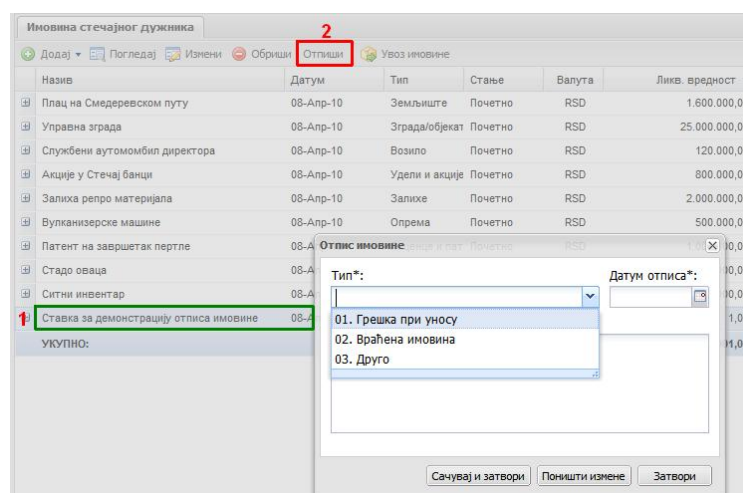 Имовина стечајног дужника
2
Додај Погледај Измени Обриши Отпиши Увоз имовине
Назив Датум Тип Стање Валута Ликв. вредност
Плац на Смедеревском путу 08-Апр-10 Земљиште Почетно RSD 1.600.000,0
Управна зграда 08-Апр-10 Зграда/објекат Почетно RSD 25.000.000,0
Службени аутомомбил директора 08-Апр-10 Возило Почетно RSD 120.000,0
Акције у Стечај банци 08-Апр-10 Удели и акције Почетно RSD 800.000,0
Залиха репро материјала 08-Апр-10 Залихе Почетно RSD 2.000.000,0
Вулканизерске машине 08-Апр-10 Опрема Почетно RSD 500.000,0
Патент на завршетак пертле 08-А
Стадо оваца 08-А
Ситни инвентар 08-А
1 Ставка за демонстрацију отписа имовине 08-А
УКУПНО:
Отпис имовине
Тип*: Датум отписа*:
01. Грешка при уносу
02. Враћена имовина
03. Друго
Сачувај и затвори Поништи измене Затвори